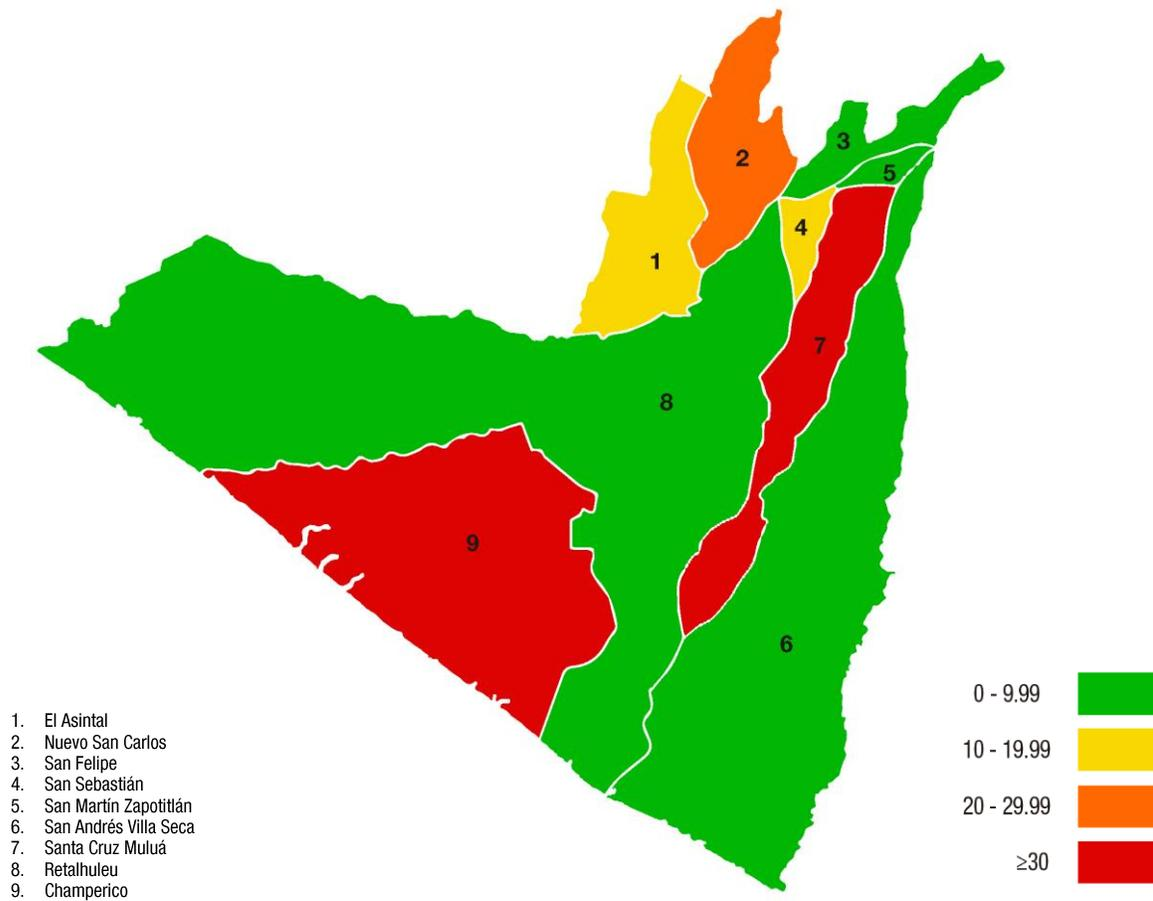 3
2
5
4
1
7
8
9
6
0 - 9.99
10 - 19.99
20 - 29.99
≥30
1. El Asintal
2. Nuevo San Carlos
3. San Felipe
4. San Sebastián
5. San Martín Zapotitlán
6. San Andrés Villa Seca
7. Santa Cruz Muluá
8. Retalhuleu
9. Champerico